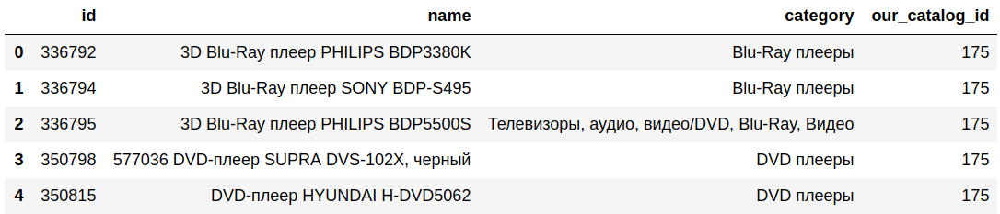 id name category our_catalog_id
0 336792 3D Blu-Ray плеер PHILIPS BDP3380K Blu-Ray плееры 175
1 336794 3D Blu-Ray плеер SONY BDP-S495 Blu-Ray плееры 175
2 336795 3D Blu-Ray плеер PHILIPS BDP5500S Телевизоры, аудио, видео/DVD, Blu-Ray, Видео 175
3 350798 577036 DVD-плеер SUPRA DVS-102X, черный DVD плееры 175
4 350815 DVD-плеер HYUNDAI H-DVD5062 DVD плееры 175